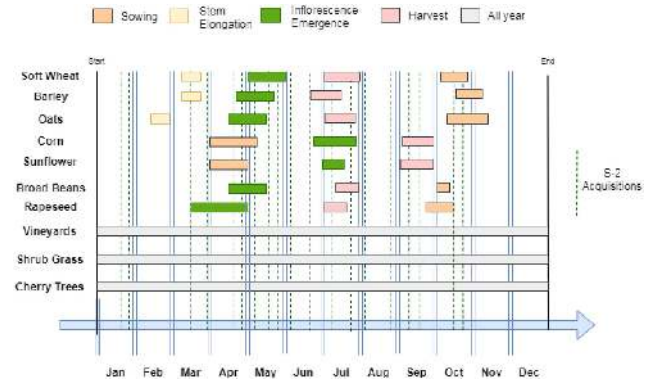 Sowing
Stem
Elongation
Inflorescence
Emergence
Harvest
All year
Start
End
Soft Wheat
Barley
Oats
Corn
Sunflower
Broad Beans
Rapeseed
Vineyards
Shrub Grass
Cherry Trees
S-2
Acquisitions
Jan Feb Mar Apr May Jun Jul Aug Sep Oct Nov Dec